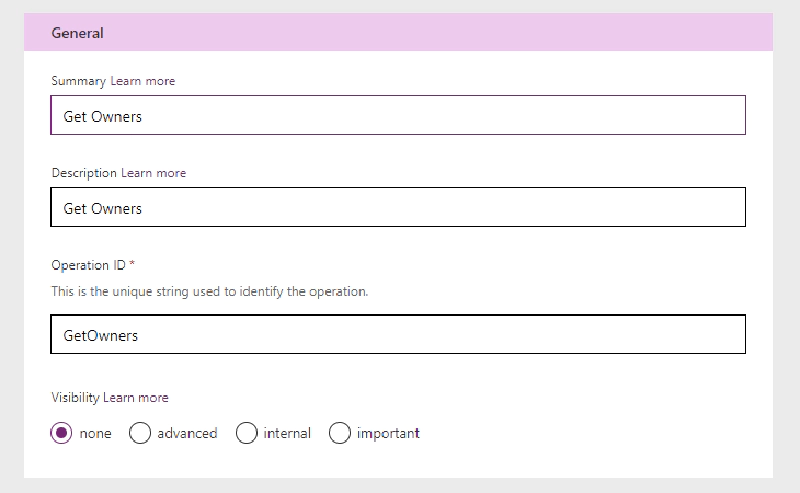 General
Summary Learn more
Get Owners
Description Learn more
Get Owners
Operation ID *
This is the unique string used to identify the operation.
GetOwners
Visibility Learn more
none advanced internal important